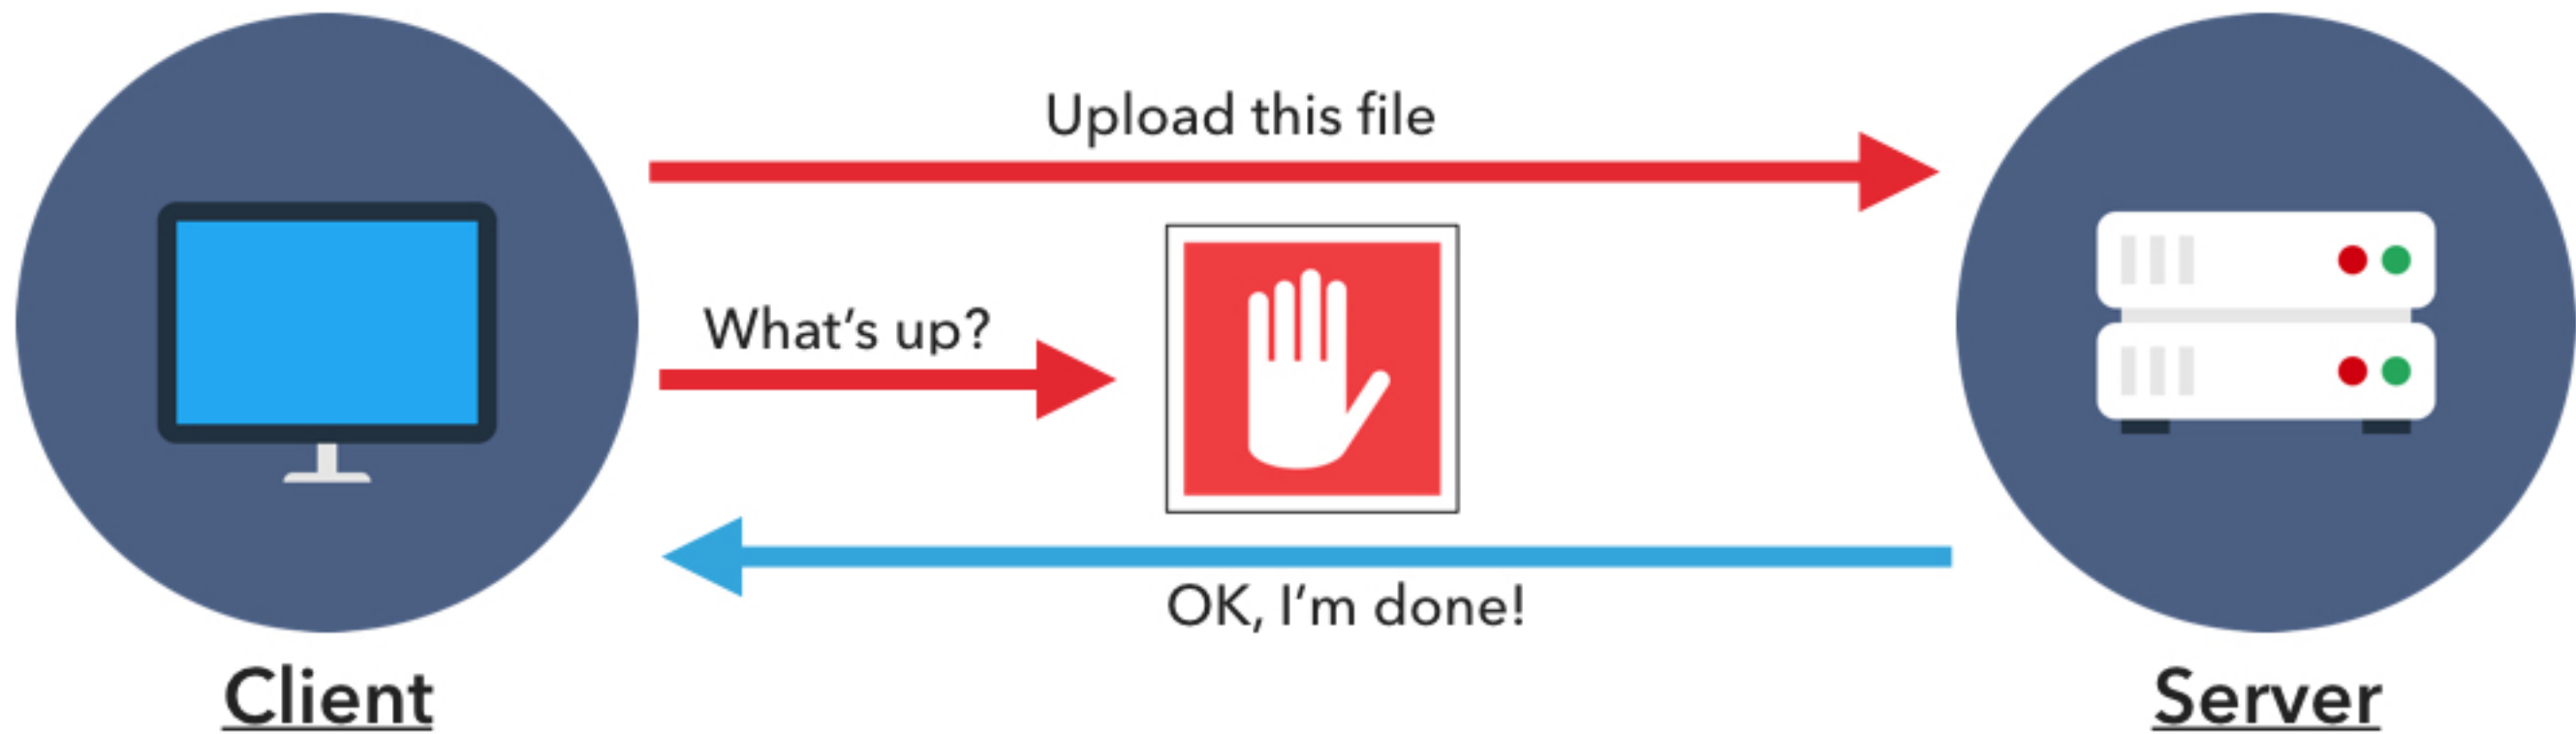 Upload this file
What's up?
OK, I'm done!
Client
Server